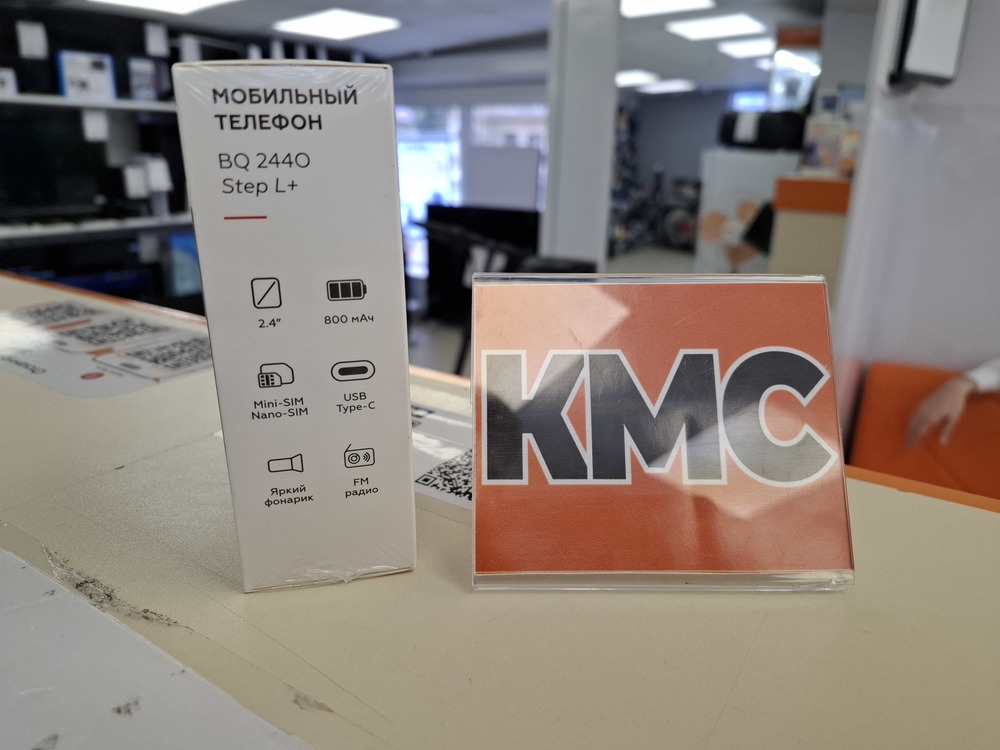 МОБИЛЬНЫЙ
ТЕЛЕФОН
BQ 2440
Step L+
2.4"
800 мАч
Mini-SIM
Nano-SIM
USB
Type-C
Яркий
фонарик
FM
радио
КМС